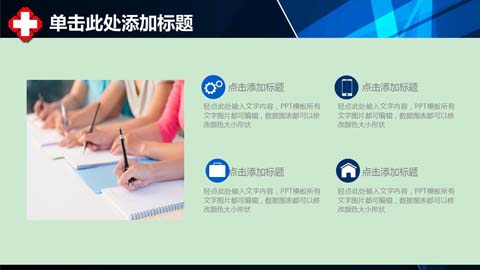 单击此处添加标题
点击添加标题
轻点此处输入文字内容，PPT模板所有
文字图片都可编辑，数据图表都可以修
改颜色大小形状
点击添加标题
轻点此处输入文字内容，PPT模板所有
文字图片都可编辑，数据图表都可以修
改颜色大小形状
点击添加标题
轻点此处输入文字内容，PPT模板所有
文字图片都可编辑，数据图表都可以修
改颜色大小形状
点击添加标题
轻点此处输入文字内容，PPT模板所有
文字图片都可编辑，数据图表都可以修
改颜色大小形状